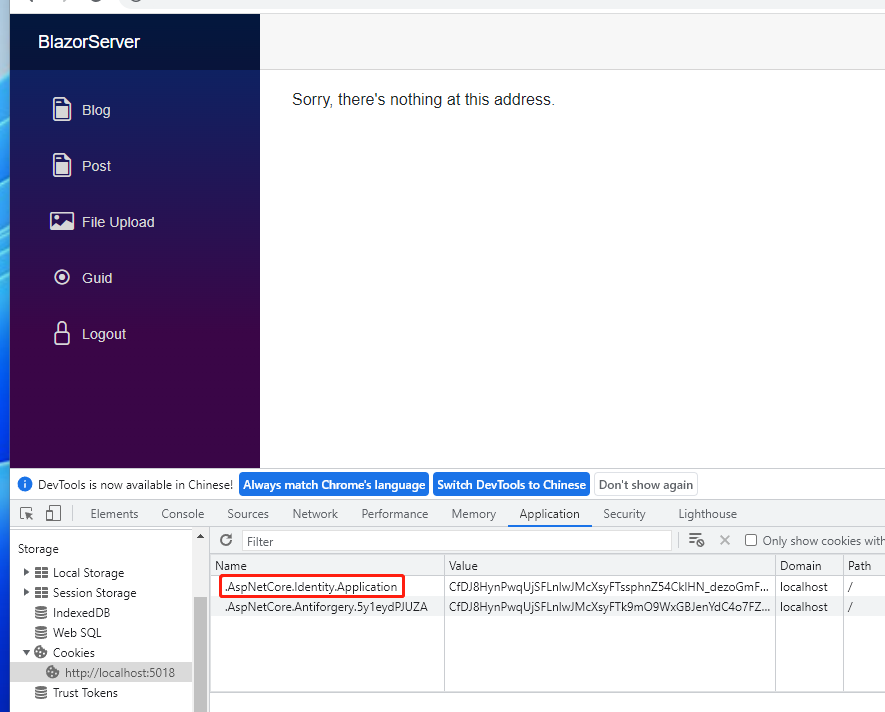 BlazorServer
Blog
Post
File Upload
Guid
Logout
Sorry, there's nothing at this address.
DevTools is now available in Chinese! Always match Chrome's language Switch DevTools to Chinese Don't show again
Elements Console Sources Network Performance Memory Application Security Lighthouse
Storage
Local Storage
Session Storage
IndexedDB
Web SQL
Cookies
http://localhost:5018
Trust Tokens
Filter
Only show cookies with
Name Value Domain Path
.AspNetCore.Identity.Application CfDJ8HynPwqUjSFLnlwJMcXsyFTssphnZ54CklHN_dezoGmF... localhost /
.AspNetCore.Antiforgery.5y1eydPJUZA CfDJ8HynPwqUjSFLnlwJMcXsyFTk9mO9WxGBJenYdC4o7FZ... localhost /